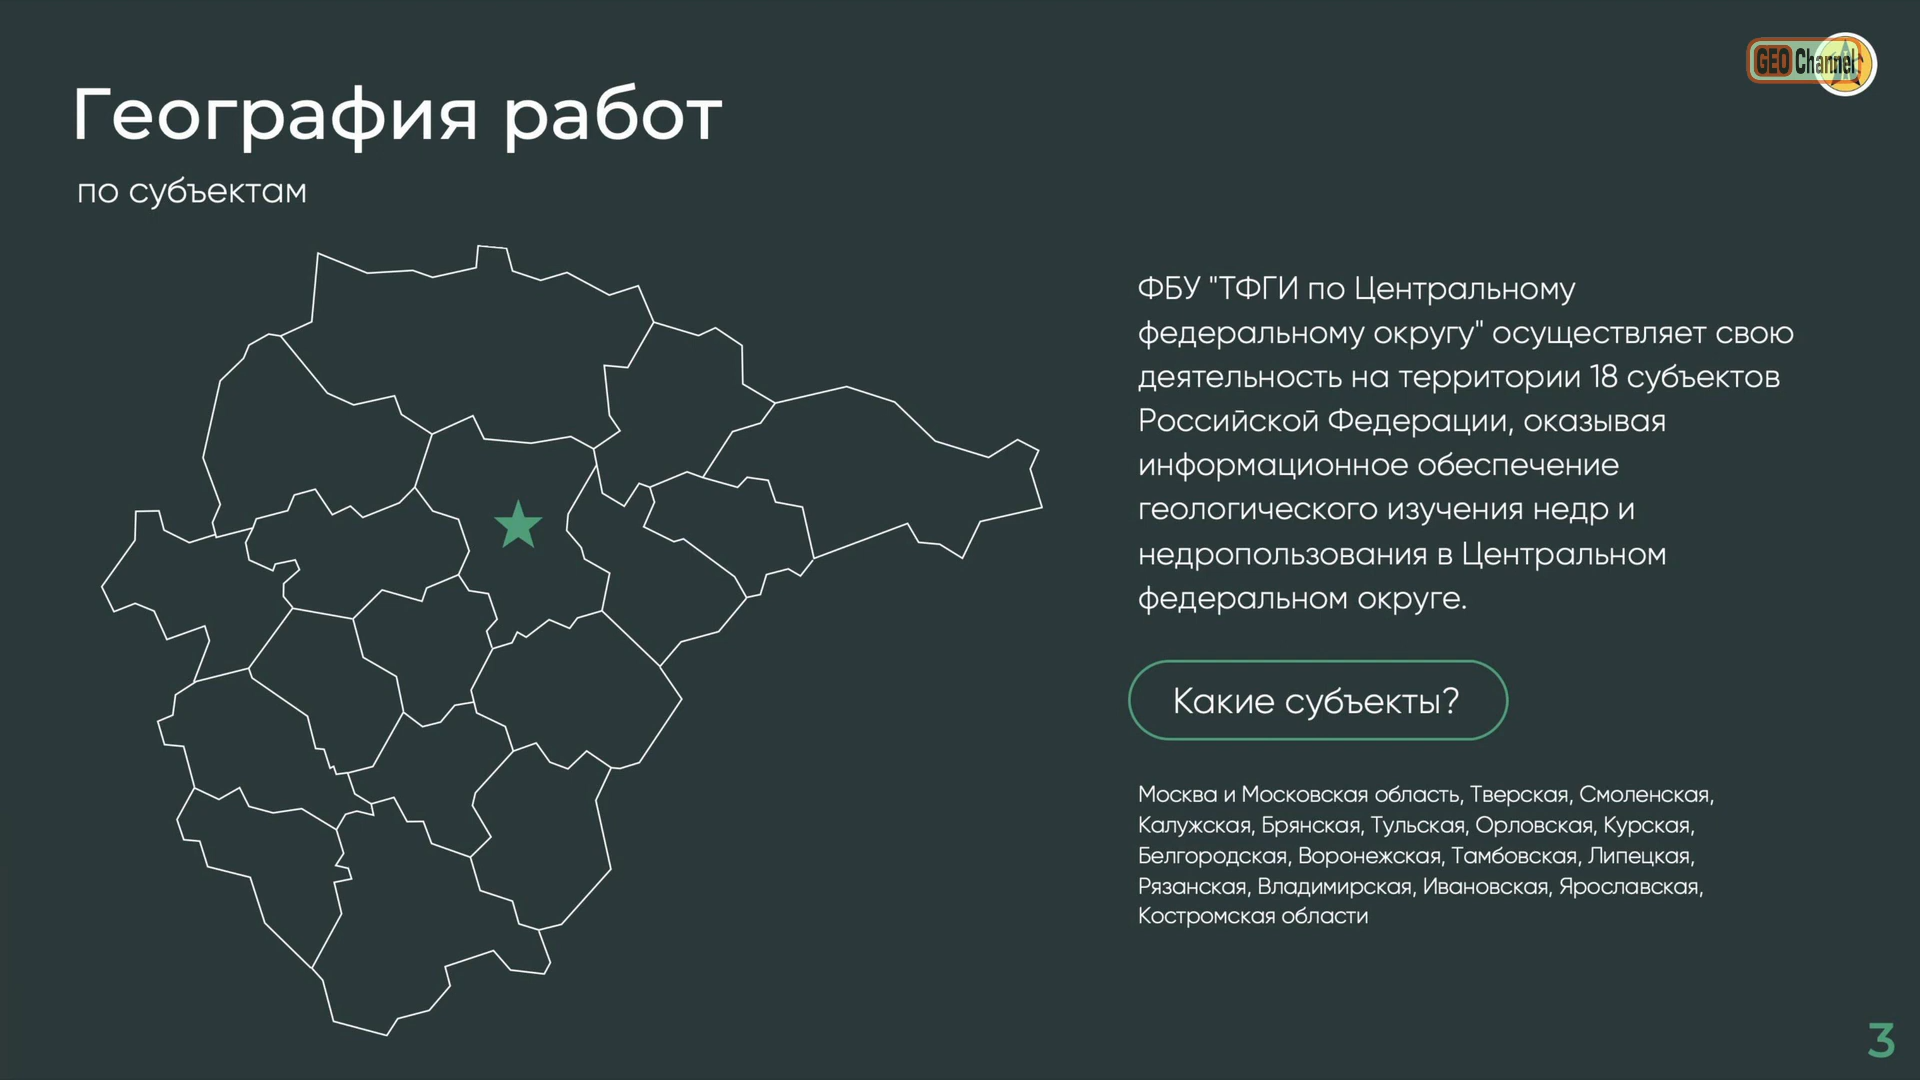 GEO Channel
География работ
по субъектам
ФБУ "ТФГИ по Центральному
федеральному округу" осуществляет свою
деятельность на территории 18 субъектов
Российской Федерации, оказывая
информационное обеспечение
геологического изучения недр и
недропользования в Центральном
федеральном округе.
Какие субъекты?
Москва и Московская область, Тверская, Смоленская,
Калужская, Брянская, Тульская, Орловская, Курская,
Белгородская, Воронежская, Тамбовская, Липецкая,
Рязанская, Владимирская, Ивановская, Ярославская,
Костромская области
3